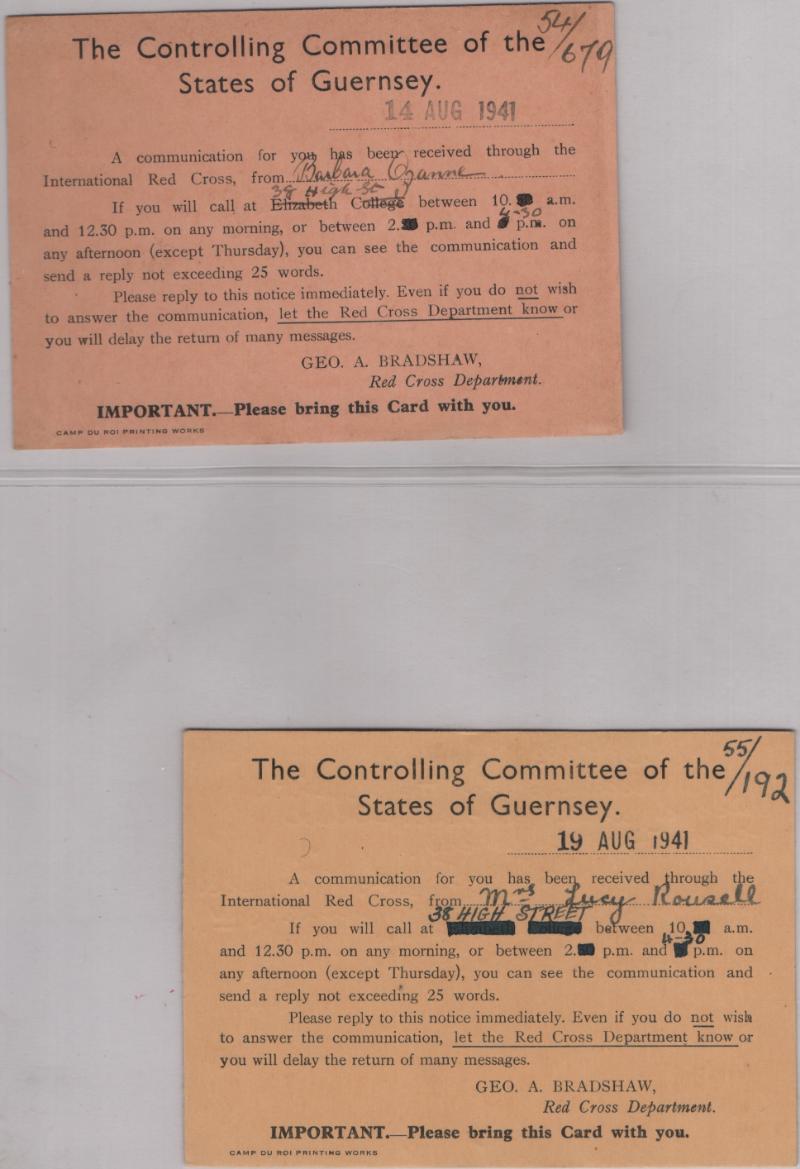 The Controlling Committee of the 54/679
States of Guernsey.
14 AUG 1941
A communication for you has been received through the
International Red Cross, from Barbara Ozanne
38 High St
If you will call at Elizabeth College between 10. a.m.
4-30
and 12.30 p.m. on any morning, or between 2. p.m. and p.m. on
any afternoon (except Thursday), you can see the communication and
send a reply not exceeding 25 words.
Please reply to this notice immediately. Even if you do not wish
to answer the communication, let the Red Cross Department know or
you will delay the return of many messages.
GEO. A. BRADSHAW,
Red Cross Department.
IMPORTANT.—Please bring this Card with you.
CAMP DU ROI PRINTING WORKS
The Controlling Committee of the 55/192
States of Guernsey.
19 AUG 1941
A communication for you has been received through the
International Red Cross, from Mrs Lucy Rousell
38 HIGH STREET
If you will call at between 10. a.m.
4-30
and 12.30 p.m. on any morning, or between 2. p.m. and p.m. on
any afternoon (except Thursday), you can see the communication and
send a reply not exceeding 25 words.
Please reply to this notice immediately. Even if you do not wish
to answer the communication, let the Red Cross Department know or
you will delay the return of many messages.
GEO. A. BRADSHAW,
Red Cross Department.
IMPORTANT.—Please bring this Card with you.
CAMP DU ROI PRINTING WORKS